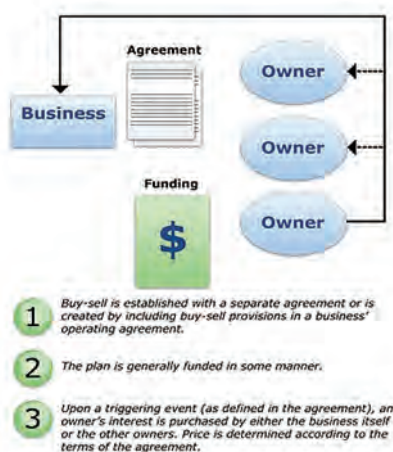 Agreement
Owner
Business
Owner
Funding
$
Owner
1
Buy-sell is established with a separate agreement or is
created by including buy-sell provisions in a business'
operating agreement.
2
The plan is generally funded in some manner.
3
Upon a triggering event (as defined in the agreement), an
owner's interest is purchased by either the business itself
or the other owners. Price is determined according to the
terms of the agreement.